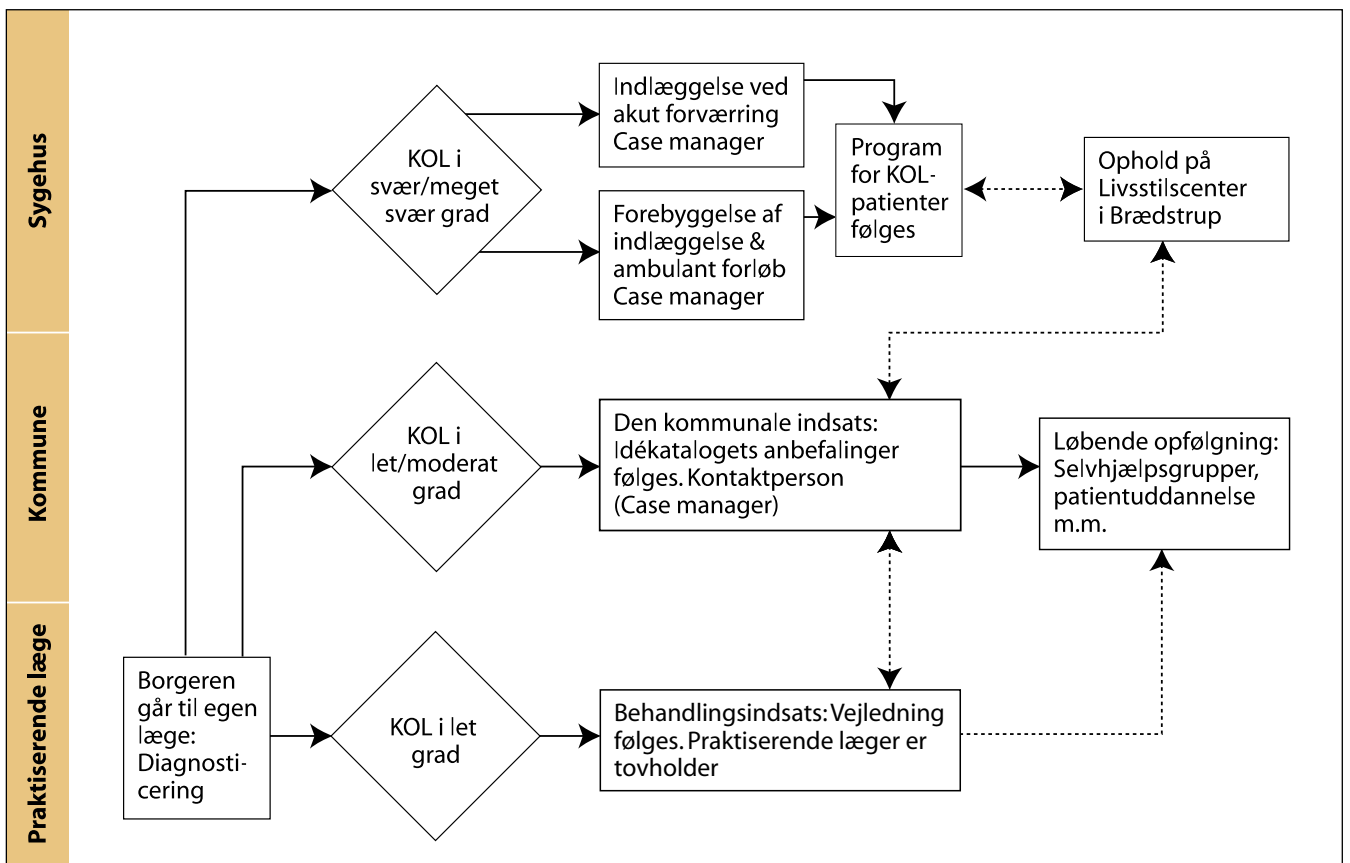 Sygehus
KOL i
svær/meget
svær grad
Indlæggelse ved
akut forværring
Case manager
Forebyggelse af
indlæggelse &
ambulant forløb
Case manager
Program
for KOL-
patienter
følges
Ophold på
Livsstilscenter
i Brædstrup
Kommune
KOL i
let/moderat
grad
Den kommunale indsats:
Idékatalogets anbefalinger
følges. Kontaktperson
(Case manager)
Løbende opfølgning:
Selvhjælpsgrupper,
patientuddannelse
m.m.
Praktiserende læge
Borgeren
går til egen
læge:
Diagnosti-
cering
KOL i let
grad
Behandlingsindsats: Vejledning
følges. Praktiserende læger er
tovholder